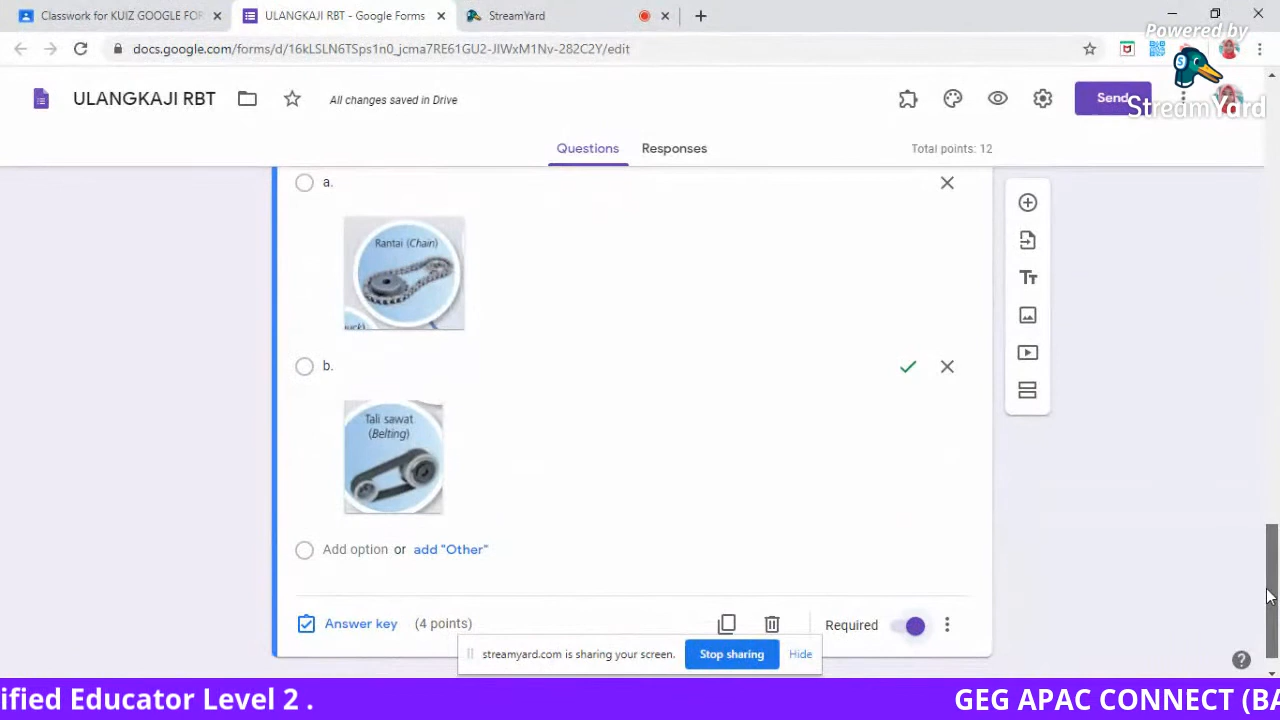 Classwork for KUIZ GOOGLE FOR
ULANGKAJI RBT - Google Forms
StreamYard
docs.google.com/forms/d/16kLSLN6TSps1n0_jcma7RE61GU2-JIWxM1Nv-282C2Y/edit
Powered by
StreamYard
ULANGKAJI RBT
All changes saved in Drive
Send
Questions
Responses
Total points: 12
a.
Rantai (Chain)
uck)
b.
Tali sawat
(Belting)
Add option or add "Other"
Answer key (4 points)
Required
streamyard.com is sharing your screen.
Stop sharing
Hide
ified Educator Level 2 .
GEG APAC CONNECT (BA